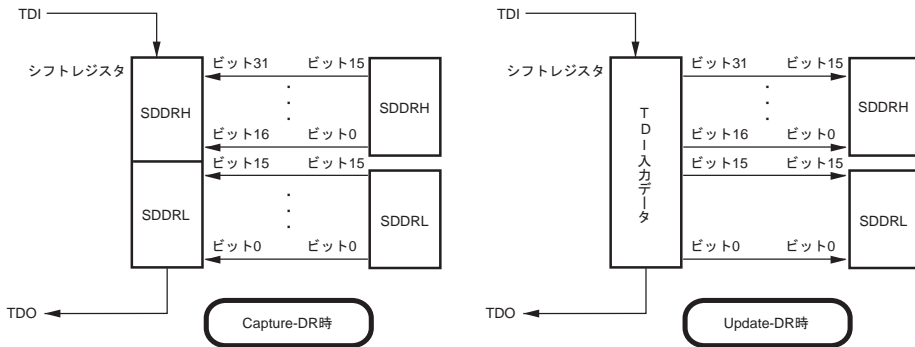 TDI
シフトレジスタ
ビット31 ビット15
SDDRH
SDDRH
ビット16 ビット0
ビット15 ビット15
SDDRL
SDDRL
ビット0 ビット0
TDO
Capture-DR時
TDI
シフトレジスタ
ビット31 ビット15
SDDRH
TDI入力データ
ビット16 ビット0
ビット15 ビット15
SDDRL
ビット0 ビット0
TDO
Update-DR時